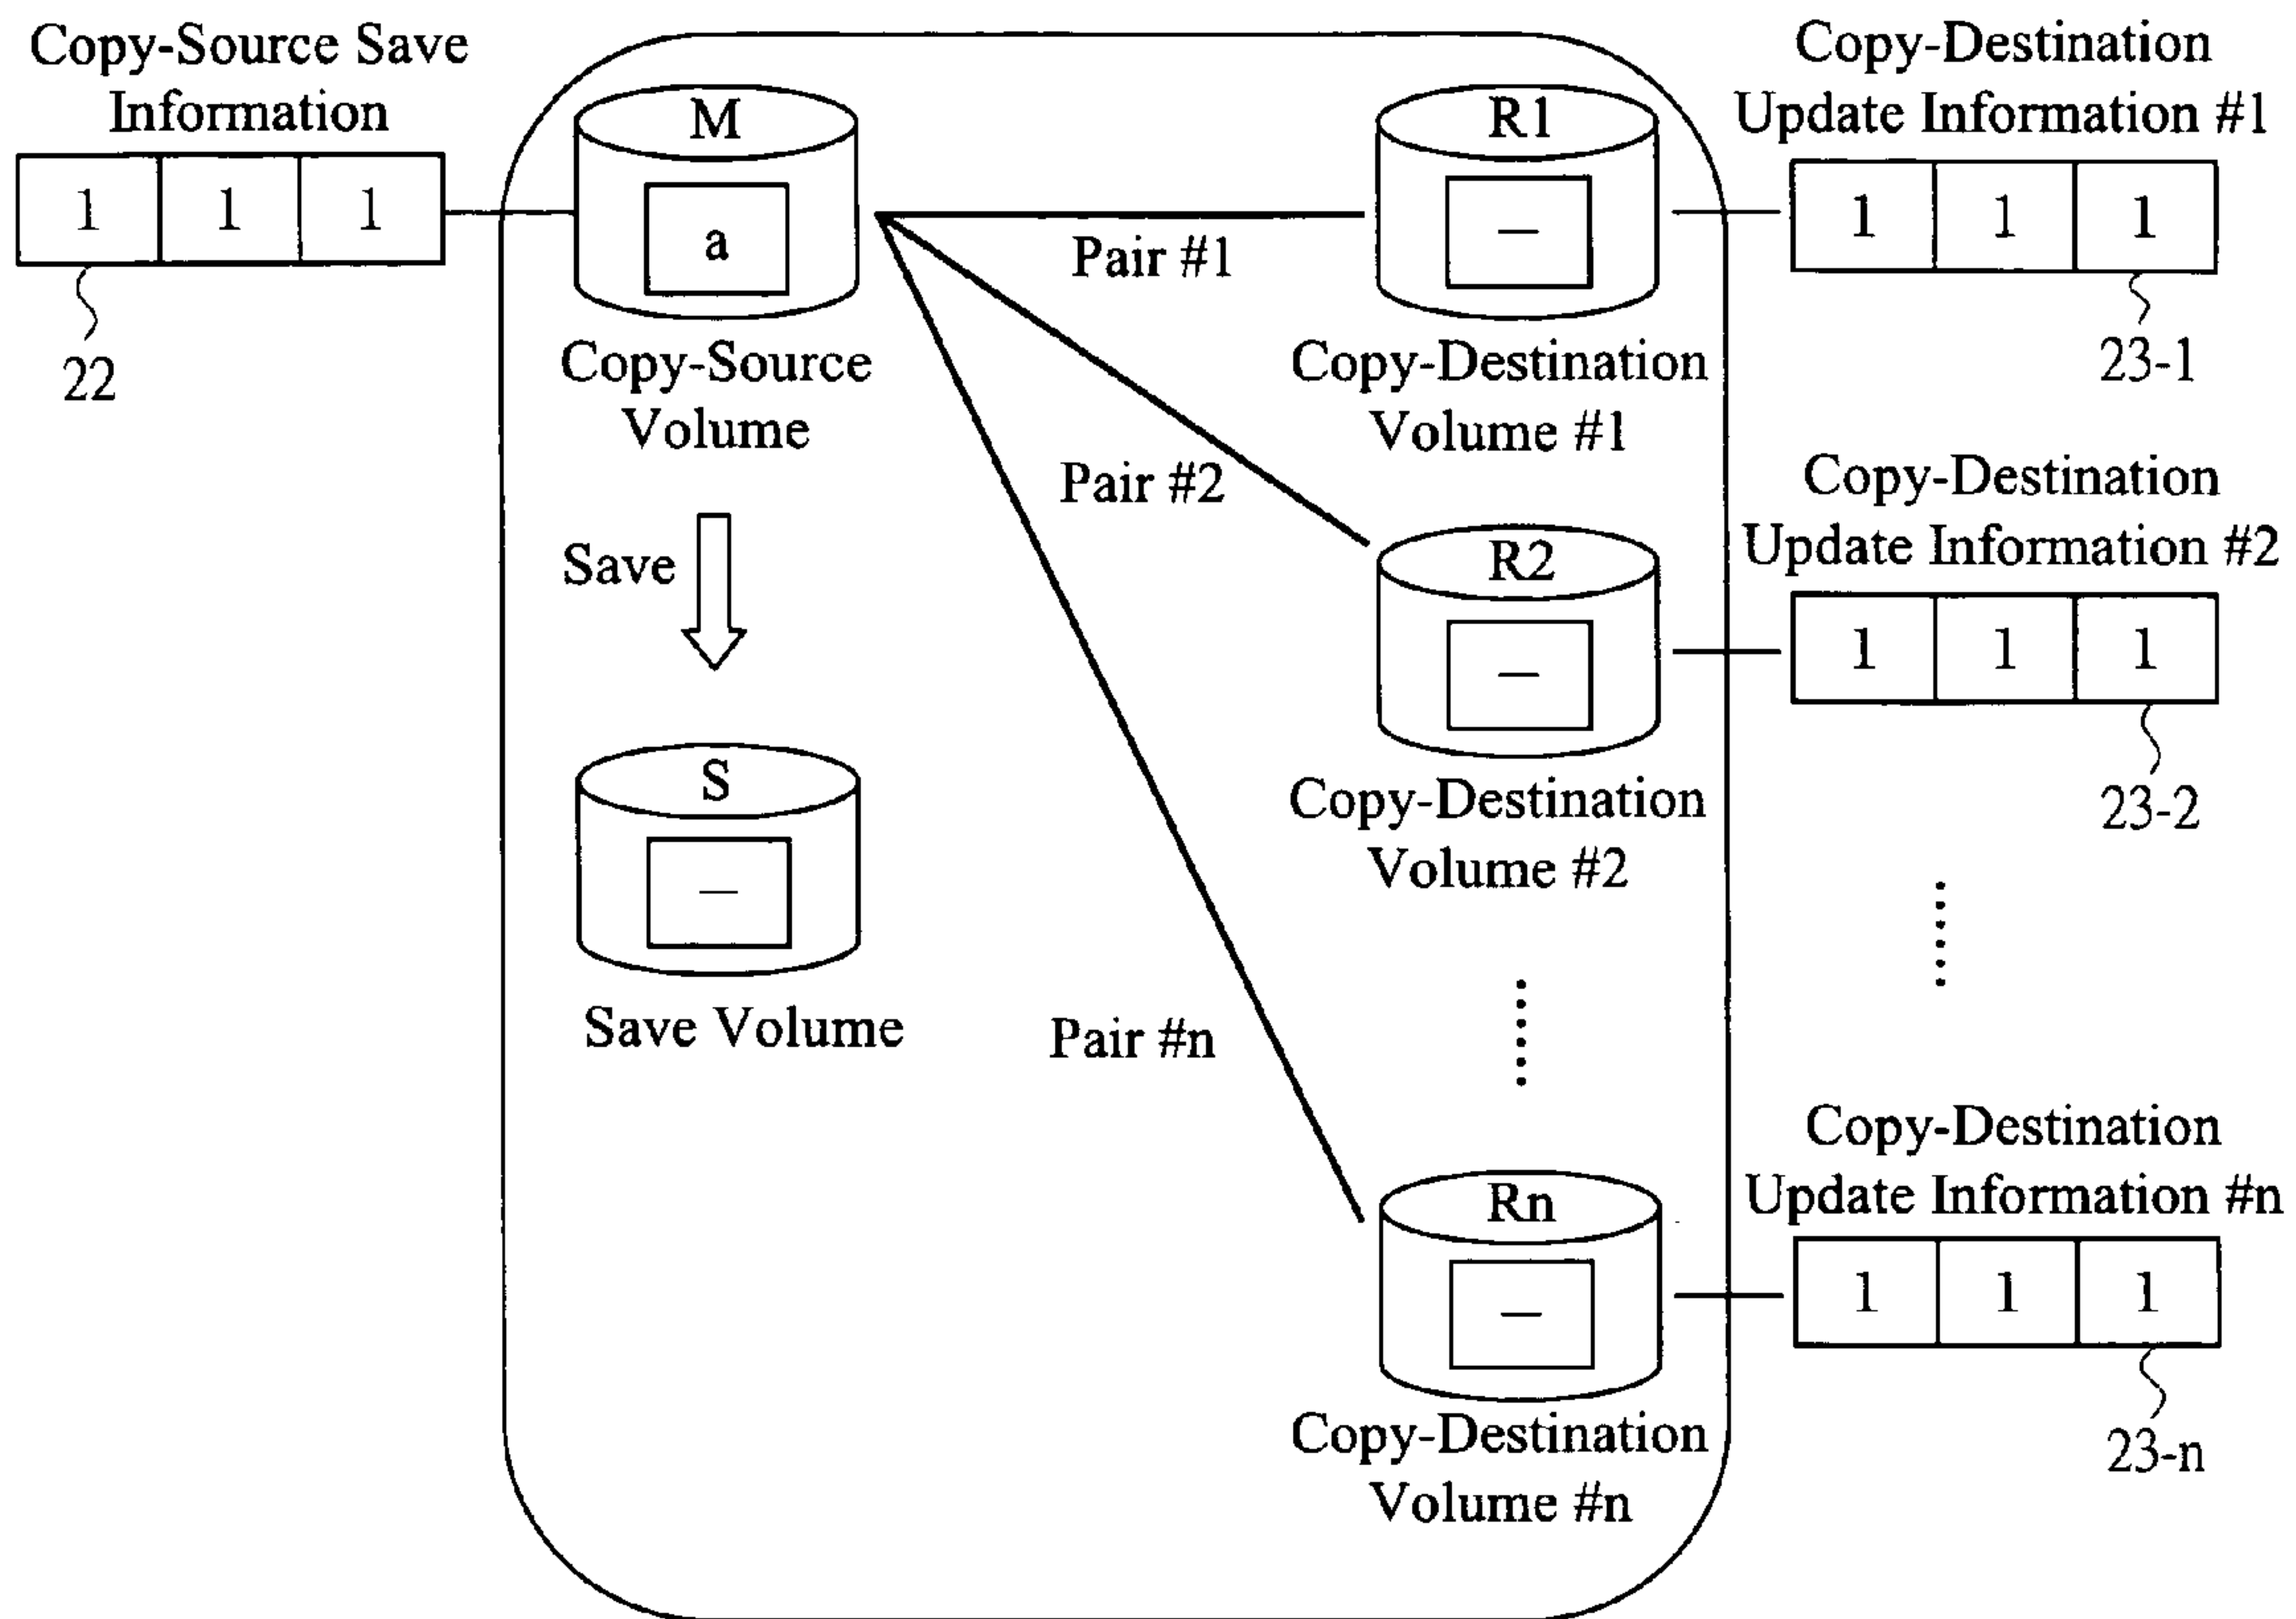 Copy-Source Save
Information
1 1 1
22
M
a
Copy-Source
Volume
Save
S
—
Save Volume
Pair #1
Pair #2
Pair #n
R1
—
Copy-Destination
Volume #1
R2
—
Copy-Destination
Volume #2
Rn
—
Copy-Destination
Volume #n
Copy-Destination
Update Information #1
1 1 1
23-1
Copy-Destination
Update Information #2
1 1 1
23-2
Copy-Destination
Update Information #n
1 1 1
23-n